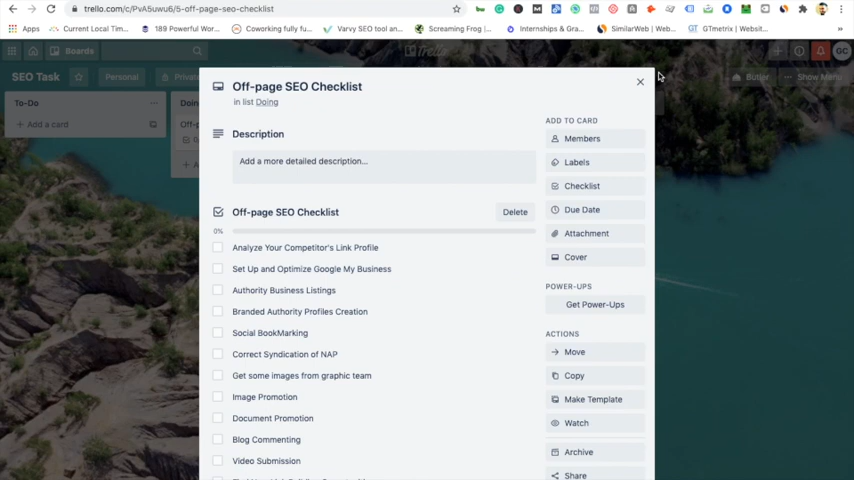 trello.com/c/PvA5uwu6/5-off-page-seo-checklist
Apps
Current Local Tim...
189 Powerful Wor...
Coworking fully fu...
Varvy SEO tool an...
Screaming Frog,...
Internships & Gra...
SimilarWeb | Web...
GTmetrix | Websit...
Boards
Trello
GC
SEO Task
Personal
Private
Butler
Show Menu
To-Do
+ Add a card
Doing
Off-page SEO Checklist
in list Doing
Description
Add a more detailed description...
Off-page SEO Checklist
Delete
0%
Analyze Your Competitor's Link Profile
Set Up and Optimize Google My Business
Authority Business Listings
Branded Authority Profiles Creation
Social BookMarking
Correct Syndication of NAP
Get some images from graphic team
Image Promotion
Document Promotion
Blog Commenting
Video Submission
ADD TO CARD
Members
Labels
Checklist
Due Date
Attachment
Cover
POWER-UPS
Get Power-Ups
ACTIONS
Move
Copy
Make Template
Watch
Archive
Share